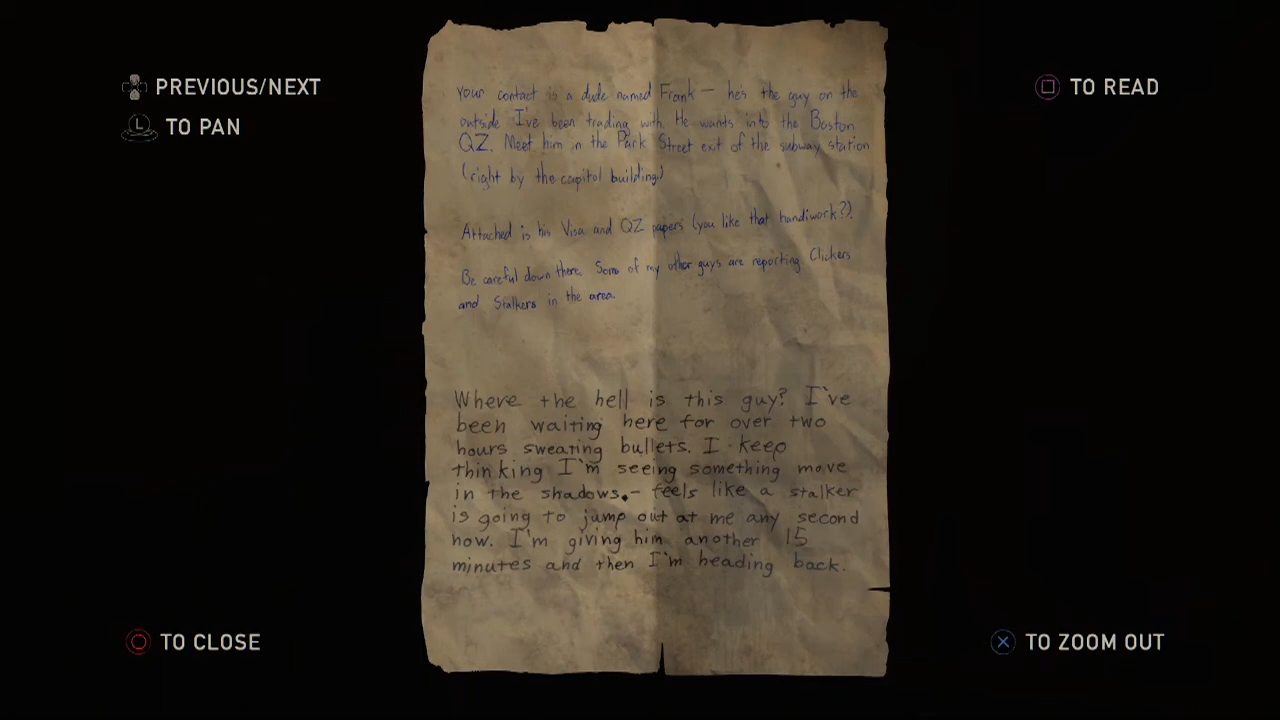 PREVIOUS/NEXT
L TO PAN
TO READ
Your contact is a dude named Frank — he's the guy on the
outside I've been trading with. He wants into the Boston
QZ. Meet him in the Park Street exit of the subway station
(right by the capitol building.)
Attached is his Visa and QZ papers (you like that handiwork?).
Be careful down there. Some of my other guys are reporting Clickers
and Stalkers in the area.
Where the hell is this guy? I've
been waiting here for over two
hours sweating bullets. I keep
thinking I'm seeing something move
in the shadows. - feels like a stalker
is going to jump out at me any second
now. I'm giving him another 15
minutes and then I'm heading back.
TO CLOSE
TO ZOOM OUT